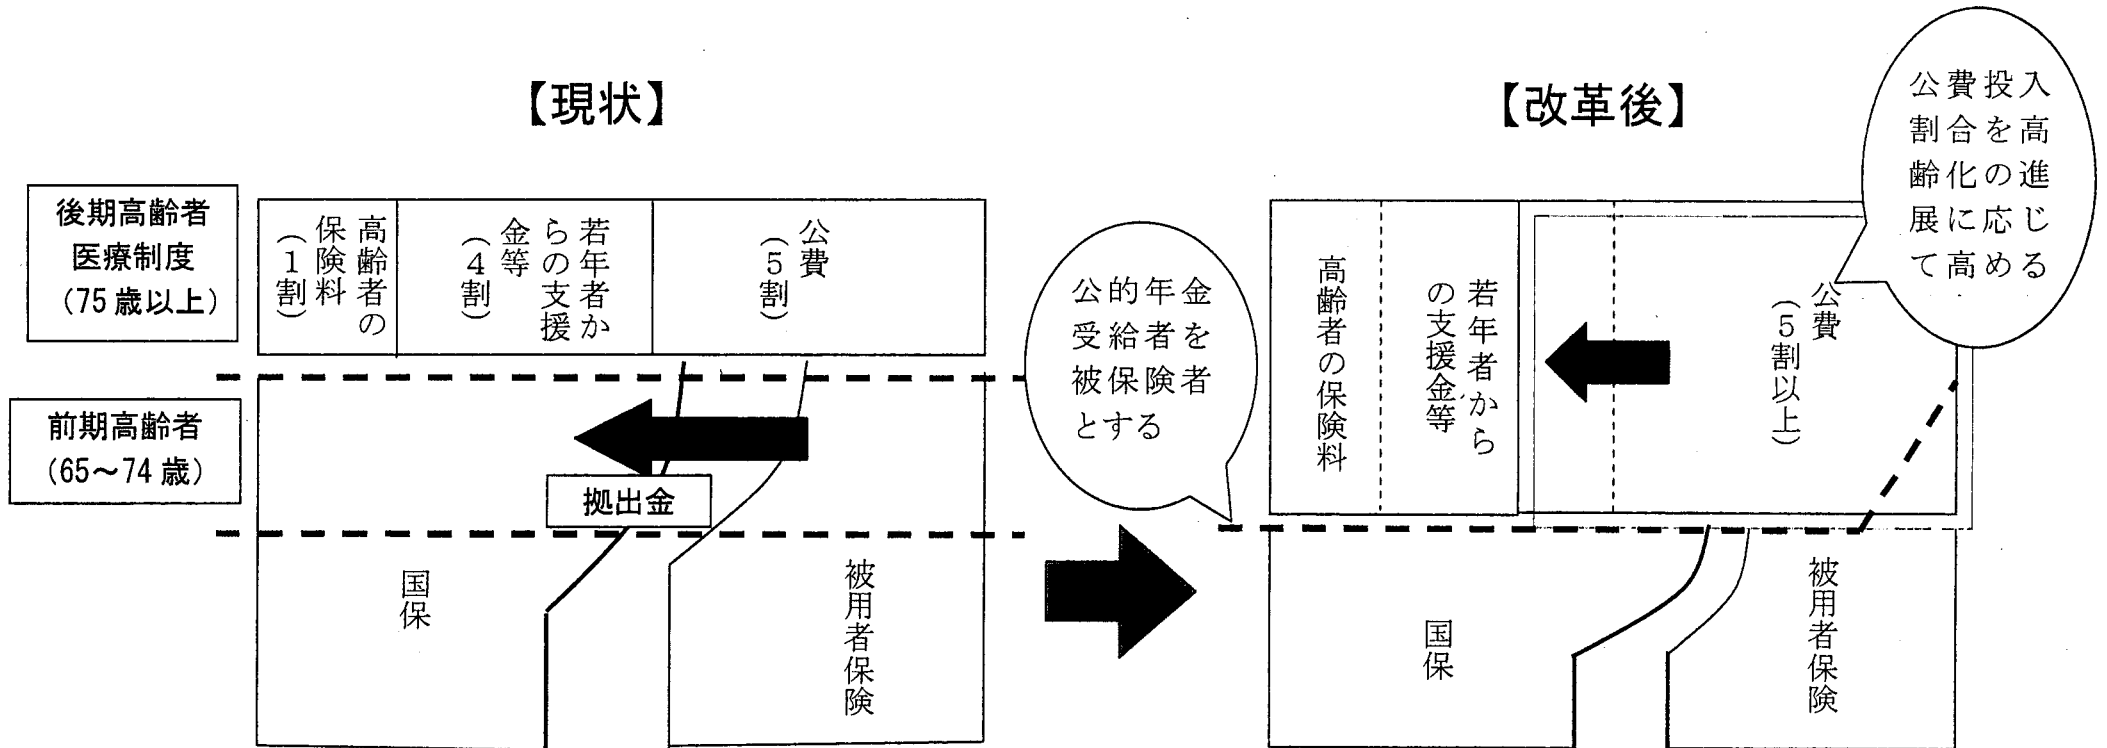 【現状】
後期高齢者
医療制度
(75歳以上)
高齢者の
保険料
(1割)
若年者か
らの支援
金等
(4割)
公費
(5割)
前期高齢者
(65～74歳)
拠出金
国保
被用者保険
公的年金
受給者を
被保険者
とする
【改革後】
公費投入
割合を高
齢化の進
展に応じ
て高める
高齢者の保険料
若年者から
の支援金等
公費
(5割以上)
国保
被用者保険